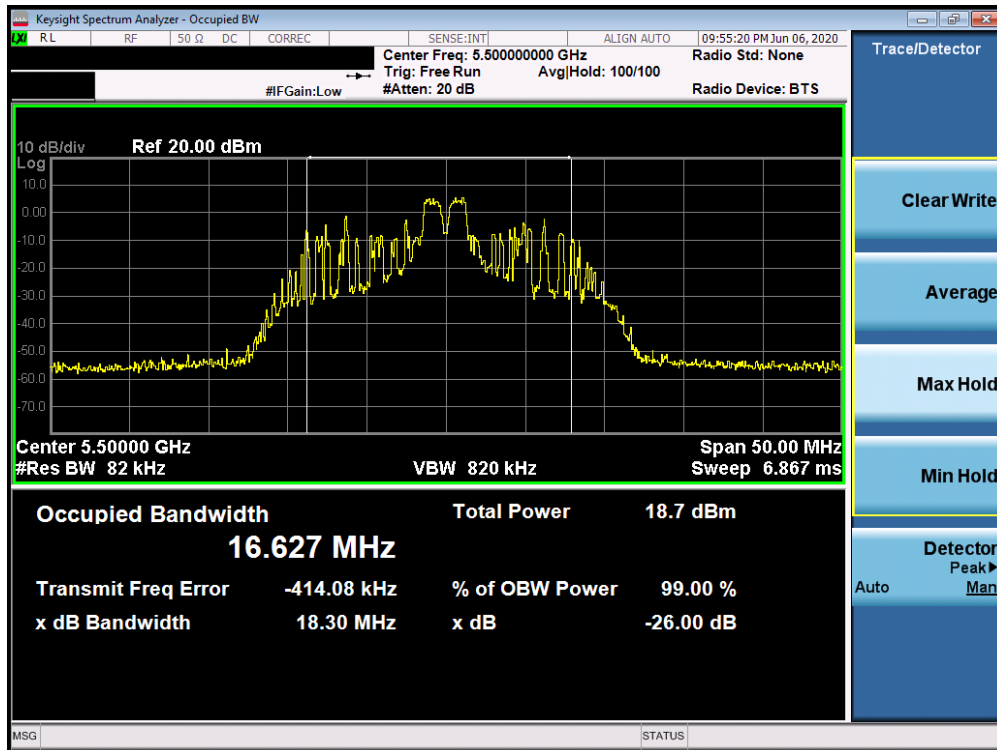 Keysight Spectrum Analyzer - Occupied BW
LXI RL RF 50 Ω DC CORREC SENSE:INT ALIGN AUTO 09:55:20 PM Jun 06, 2020
Center Freq: 5.500000000 GHz Radio Std: None
Trig: Free Run Avg|Hold: 100/100
#IFGain:Low #Atten: 20 dB Radio Device: BTS
10 dB/div Ref 20.00 dBm
Log
10.0
0.00
-10.0
-20.0
-30.0
-40.0
-50.0
-60.0
-70.0
Center 5.50000 GHz Span 50.00 MHz
#Res BW 82 kHz VBW 820 kHz Sweep 6.867 ms
Occupied Bandwidth Total Power 18.7 dBm
16.627 MHz
Transmit Freq Error -414.08 kHz % of OBW Power 99.00 %
x dB Bandwidth 18.30 MHz x dB -26.00 dB
Trace/Detector
Clear Write
Average
Max Hold
Min Hold
Detector
Peak▶
Auto Man
MSG STATUS